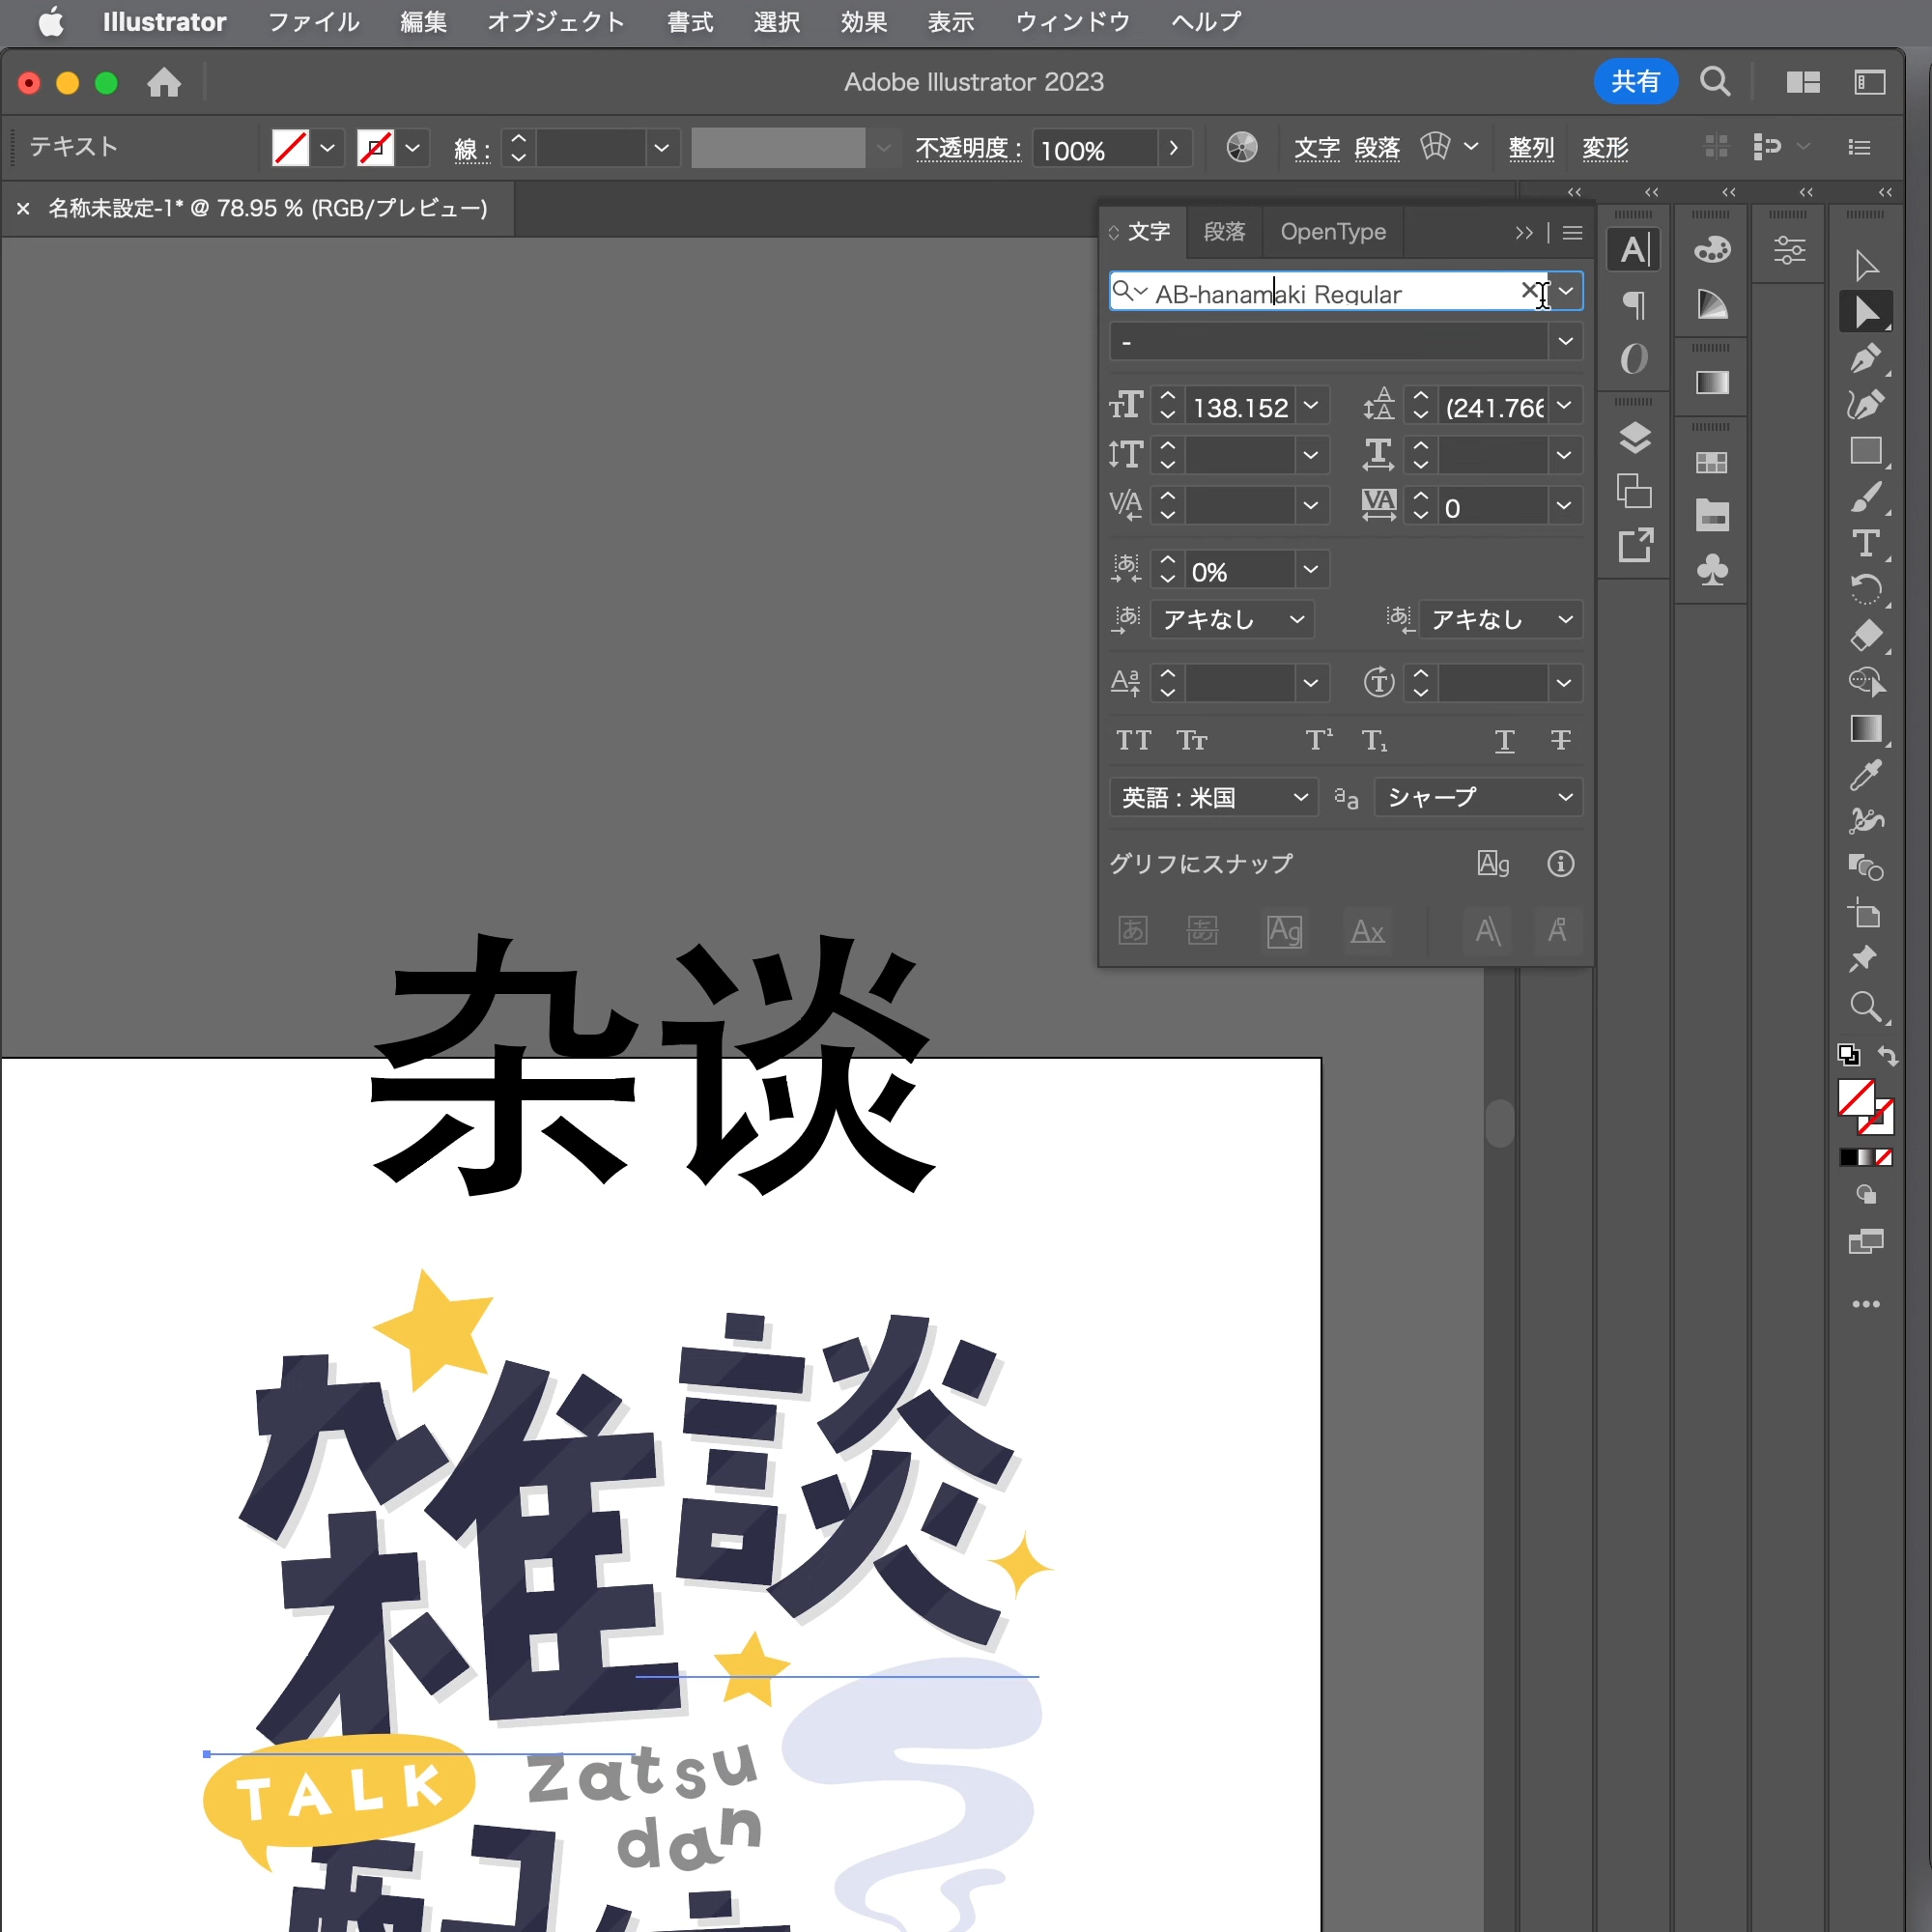 Illustrator ファイル 編集 オブジェクト 書式 選択 効果 表示 ウィンドウ ヘルプ
Adobe Illustrator 2023
共有
テキスト 線： 不透明度： 100% 文字 段落 整列 変形
× 名称未設定-1* @ 78.95 % (RGB/プレビュー)
文字 段落 OpenType
AB-hanamaki Regular
-
138.152 (241.766
0
0%
アキなし アキなし
英語：米国 シャープ
グリフにスナップ
杂谈
雑談
TALK
zatsu
dan